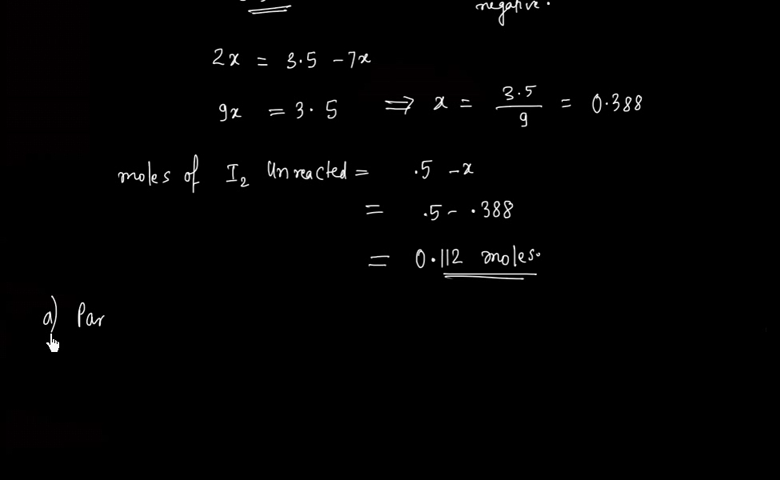 negative.
2x = 3.5 - 7x
9x = 3.5 ⟹ x = 3.5/9 = 0.388
moles of I₂ Unreacted = .5 - x
= .5 - .388
= 0.112 moles.
a) Par